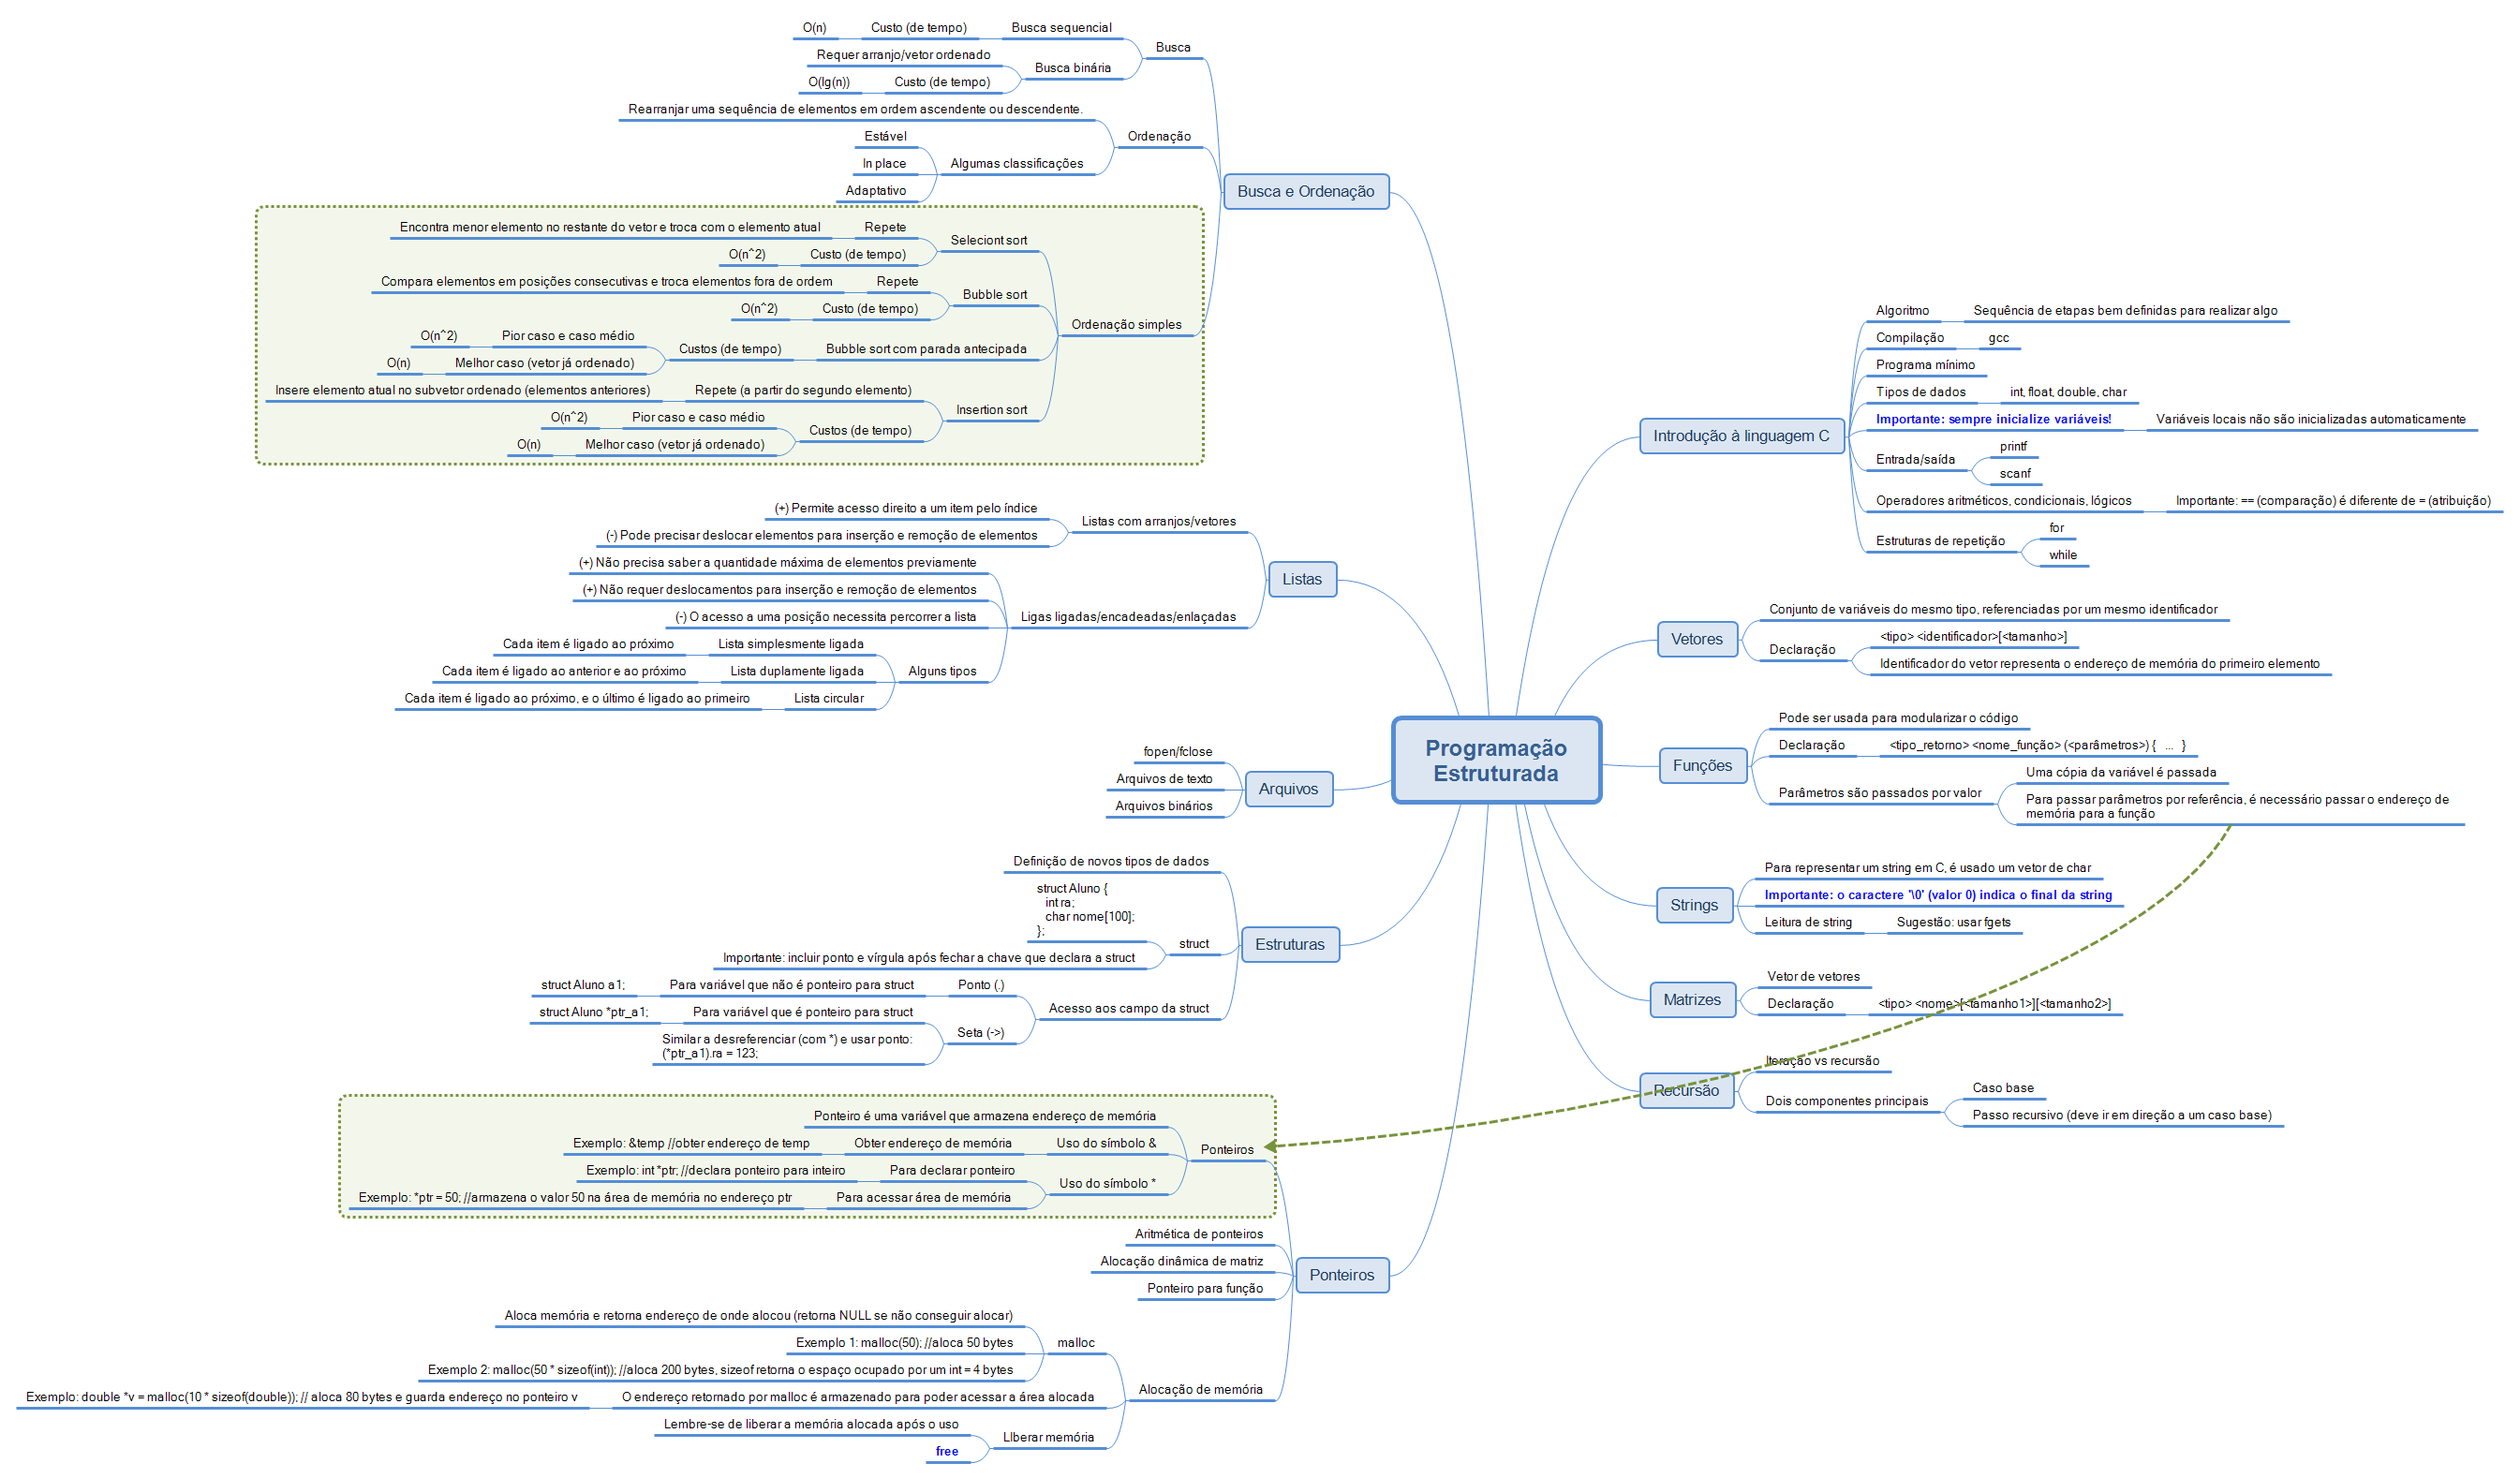 Programação
Estruturada
Introdução à linguagem C
Algoritmo
Sequência de etapas bem definidas para realizar algo
Compilação
gcc
Programa mínimo
Tipos de dados
int, float, double, char
Importante: sempre inicialize variáveis!
Variáveis locais não são inicializadas automaticamente
Entrada/saída
printf
scanf
Operadores aritméticos, condicionais, lógicos
Importante: == (comparação) é diferente de = (atribuição)
Estruturas de repetição
for
while
Vetores
Conjunto de variáveis do mesmo tipo, referenciadas por um mesmo identificador
Declaração
<tipo> <identificador>[<tamanho>]
Identificador do vetor representa o endereço de memória do primeiro elemento
Funções
Pode ser usada para modularizar o código
Declaração
<tipo_retorno> <nome_função> (<parâmetros>) { ... }
Parâmetros são passados por valor
Uma cópia da variável é passada
Para passar parâmetros por referência, é necessário passar o endereço de
memória para a função
Strings
Para representar um string em C, é usado um vetor de char
Importante: o caractere '\0' (valor 0) indica o final da string
Leitura de string
Sugestão: usar fgets
Matrizes
Vetor de vetores
Declaração
<tipo> <nome>[<tamanho1>][<tamanho2>]
Recursão
Iteração vs recursão
Dois componentes principais
Caso base
Passo recursivo (deve ir em direção a um caso base)
Busca e Ordenação
Busca
Busca sequencial
Custo (de tempo)
O(n)
Busca binária
Requer arranjo/vetor ordenado
Custo (de tempo)
O(lg(n))
Ordenação
Rearranjar uma sequência de elementos em ordem ascendente ou descendente.
Algumas classificações
Estável
In place
Adaptativo
Ordenação simples
Seleciont sort
Repete
Encontra menor elemento no restante do vetor e troca com o elemento atual
Custo (de tempo)
O(n^2)
Bubble sort
Repete
Compara elementos em posições consecutivas e troca elementos fora de ordem
Custo (de tempo)
O(n^2)
Bubble sort com parada antecipada
Custos (de tempo)
Pior caso e caso médio
O(n^2)
Melhor caso (vetor já ordenado)
O(n)
Insertion sort
Repete (a partir do segundo elemento)
Insere elemento atual no subvetor ordenado (elementos anteriores)
Custos (de tempo)
Pior caso e caso médio
O(n^2)
Melhor caso (vetor já ordenado)
O(n)
Listas
Listas com arranjos/vetores
(+) Permite acesso direito a um item pelo índice
(-) Pode precisar deslocar elementos para inserção e remoção de elementos
Ligas ligadas/encadeadas/enlaçadas
(+) Não precisa saber a quantidade máxima de elementos previamente
(+) Não requer deslocamentos para inserção e remoção de elementos
(-) O acesso a uma posição necessita percorrer a lista
Alguns tipos
Lista simplesmente ligada
Cada item é ligado ao próximo
Lista duplamente ligada
Cada item é ligado ao anterior e ao próximo
Lista circular
Cada item é ligado ao próximo, e o último é ligado ao primeiro
Arquivos
fopen/fclose
Arquivos de texto
Arquivos binários
Estruturas
Definição de novos tipos de dados
struct
struct Aluno {
int ra;
char nome[100];
};
Importante: incluir ponto e vírgula após fechar a chave que declara a struct
Acesso aos campo da struct
Ponto (.)
Para variável que não é ponteiro para struct
struct Aluno a1;
Seta (->)
Para variável que é ponteiro para struct
struct Aluno *ptr_a1;
Similar a desreferenciar (com *) e usar ponto:
(*ptr_a1).ra = 123;
Ponteiros
Ponteiros
Ponteiro é uma variável que armazena endereço de memória
Uso do símbolo &
Obter endereço de memória
Exemplo: &temp //obter endereço de temp
Uso do símbolo *
Para declarar ponteiro
Exemplo: int *ptr; //declara ponteiro para inteiro
Para acessar área de memória
Exemplo: *ptr = 50; //armazena o valor 50 na área de memória no endereço ptr
Aritmética de ponteiros
Alocação dinâmica de matriz
Ponteiro para função
Alocação de memória
malloc
Aloca memória e retorna endereço de onde alocou (retorna NULL se não conseguir alocar)
Exemplo 1: malloc(50); //aloca 50 bytes
Exemplo 2: malloc(50 * sizeof(int)); //aloca 200 bytes, sizeof retorna o espaço ocupado por um int = 4 bytes
O endereço retornado por malloc é armazenado para poder acessar a área alocada
Exemplo: double *v = malloc(10 * sizeof(double)); // aloca 80 bytes e guarda endereço no ponteiro v
LIberar memória
Lembre-se de liberar a memória alocada após o uso
free